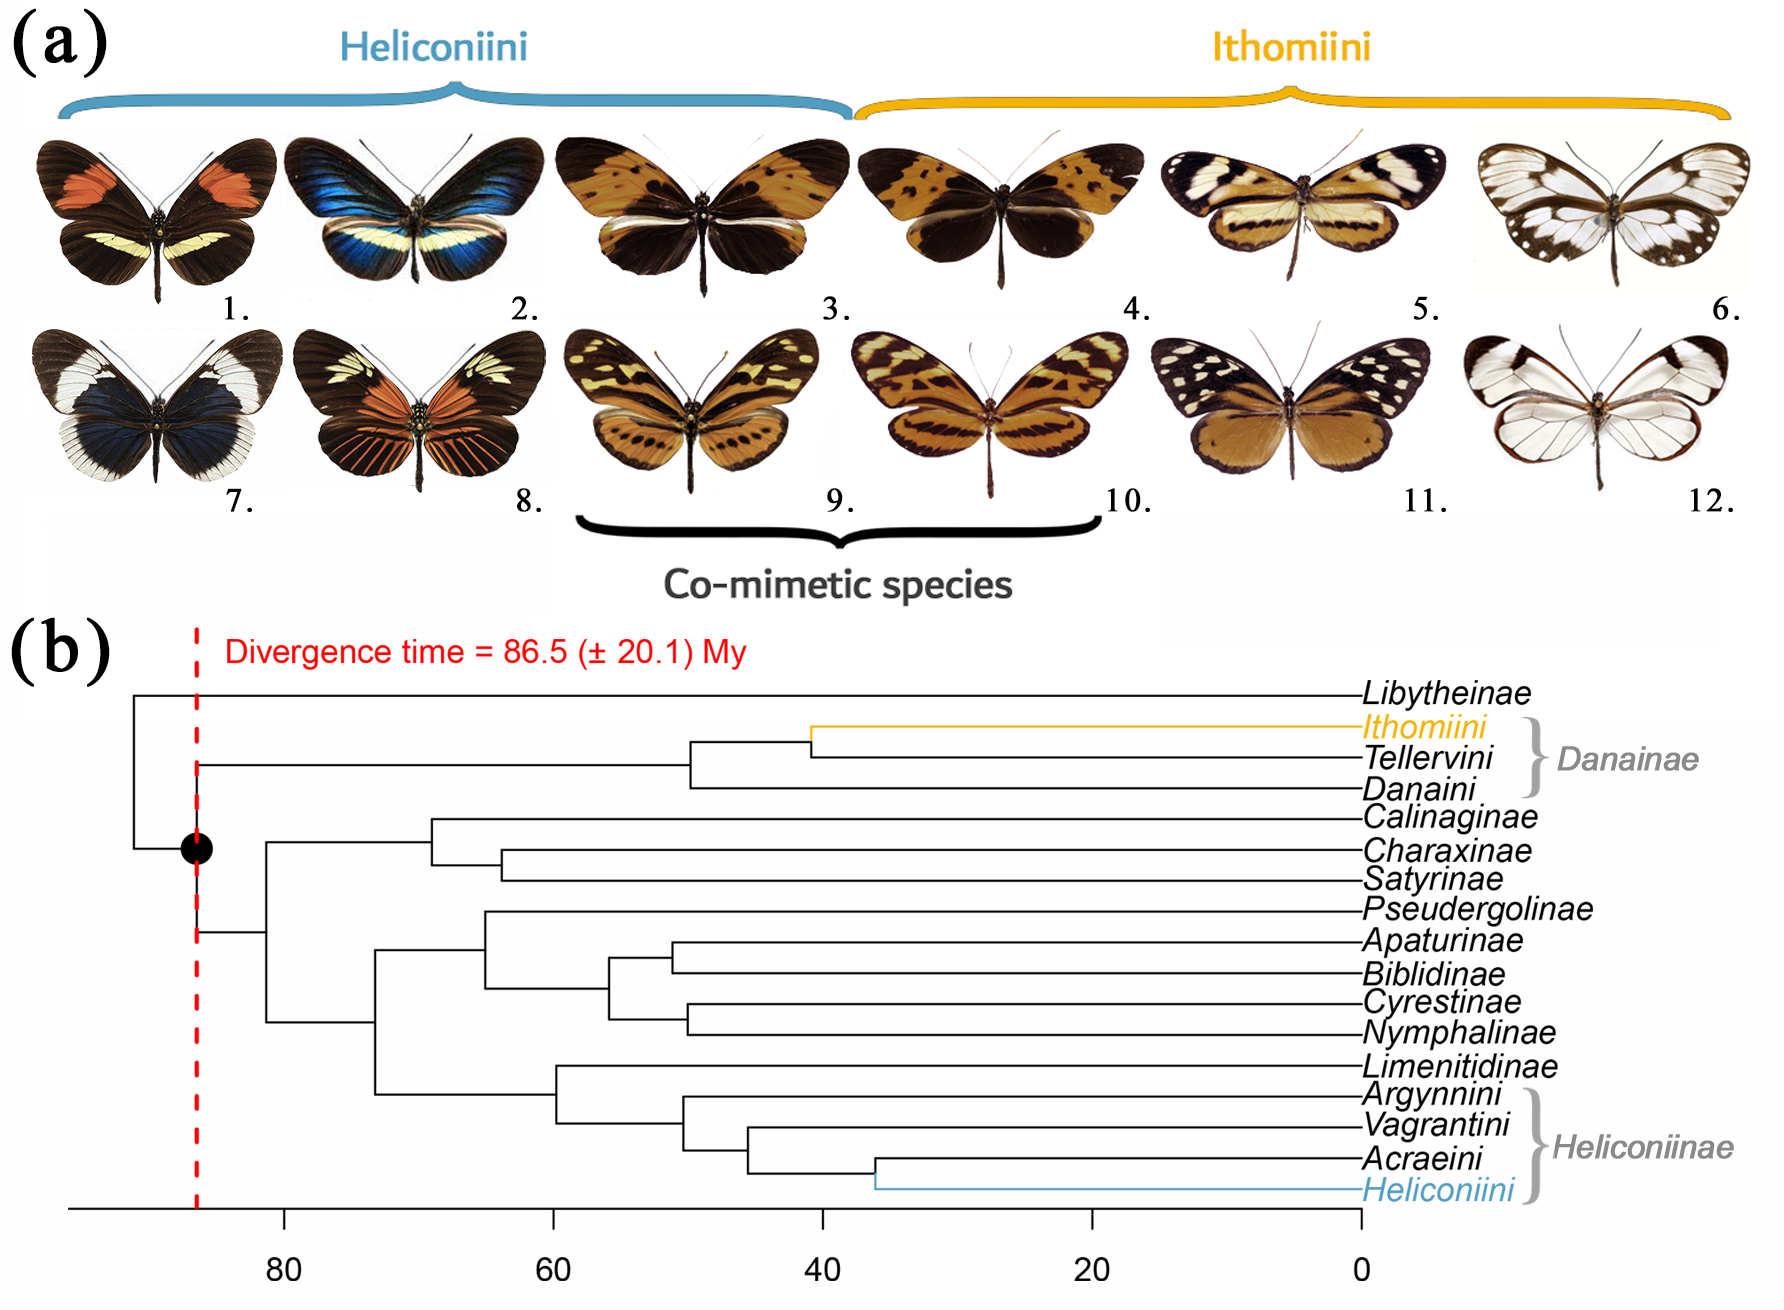 (a)
Heliconiini
Ithomiini
1.
2.
3.
4.
5.
6.
7.
8.
9.
10.
11.
12.
Co-mimetic species
(b)
Divergence time = 86.5 (± 20.1) My
Libytheinae
Ithomiini
Tellervini
Danaini
Danainae
Calinaginae
Charaxinae
Satyrinae
Pseudergolinae
Apaturinae
Biblidinae
Cyrestinae
Nymphalinae
Limenitidinae
Argynnini
Vagrantini
Acraeini
Heliconiini
Heliconiinae
80 60 40 20 0